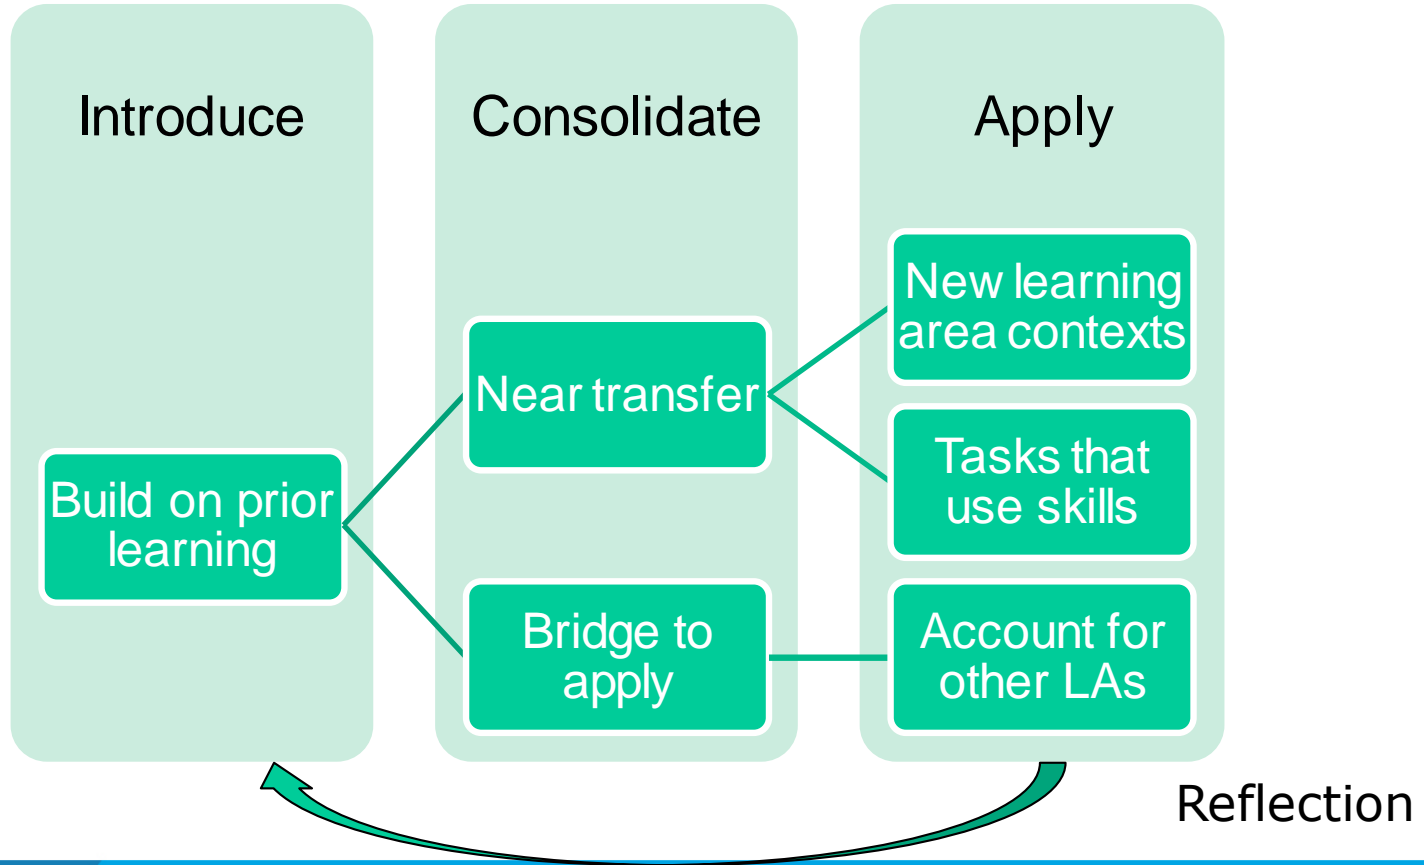 Introduce
Consolidate
Apply
Build on prior
learning
Near transfer
Bridge to
apply
New learning
area contexts
Tasks that
use skills
Account for
other LAs
Reflection